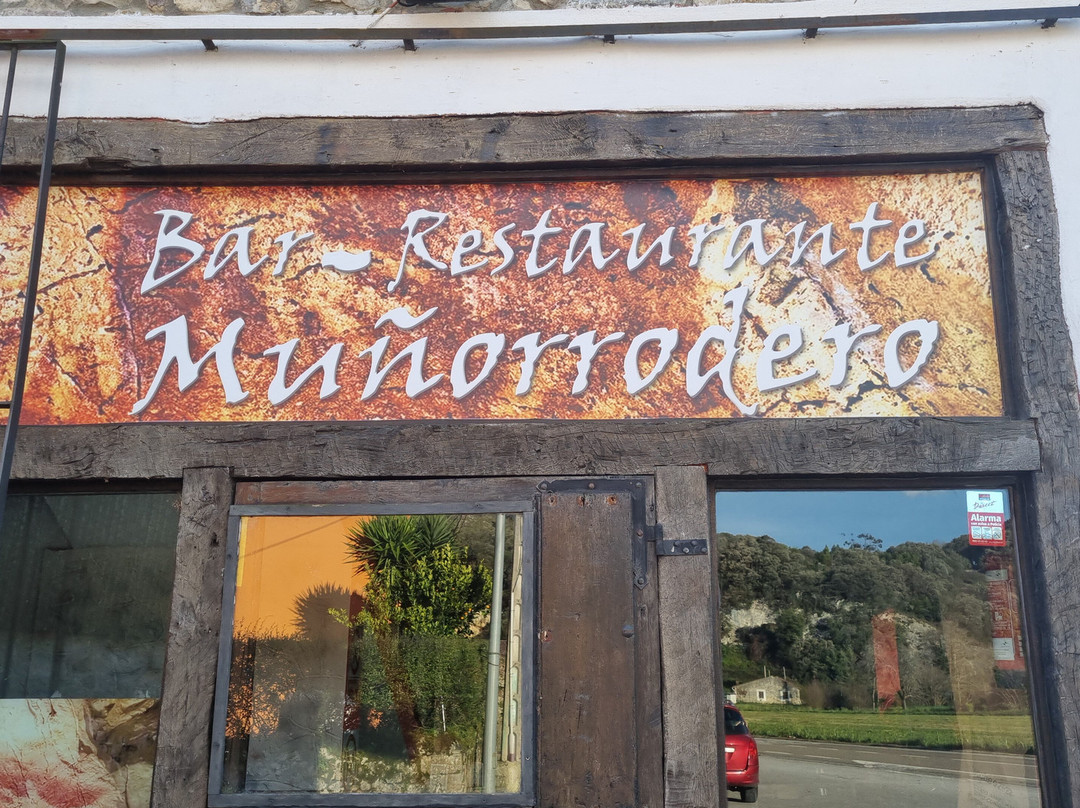 Bar - Restaurante
Muñorrodero
Alarma